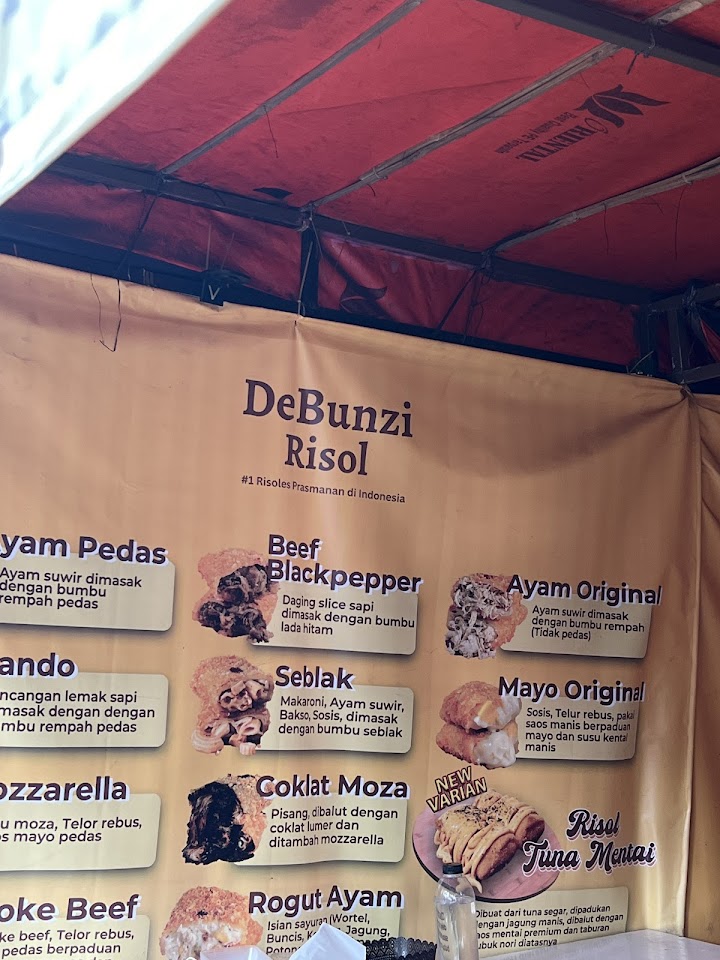 ORIENTAL
DeBunzi
Risol
#1 Risoles Prasmanan di Indonesia
yam Pedas
Ayam suwir dimasak
dengan bumbu
rempah pedas
ando
ncangan lemak sapi
masak dengan dengan
mbu rempah pedas
ozzarella
u moza, Telor rebus,
os mayo pedas
oke Beef
ke beef, Telor rebus,
pedas berpaduan
Beef
Blackpepper
Daging slice sapi
dimasak dengan bumbu
lada hitam
Seblak
Makaroni, Ayam suwir,
Bakso, Sosis, dimasak
dengan bumbu seblak
Coklat Moza
Pisang, dibalut dengan
coklat lumer dan
ditambah mozzarella
Rogut Ayam
Isian sayuran (Wortel,
Buncis, Jagung,
Ayam Original
Ayam suwir dimasak
dengan bumbu rempah
(Tidak pedas)
Mayo Original
Sosis, Telur rebus, pakai
saos manis berpaduan
mayo dan susu kental
manis
NEW
VARIAN
Risol
Tuna Mentai
Dibuat dari tuna segar, dipadukan
dengan jagung manis, dibalut dengan
saos mentai premium dan taburan
bubuk nori diatasnya